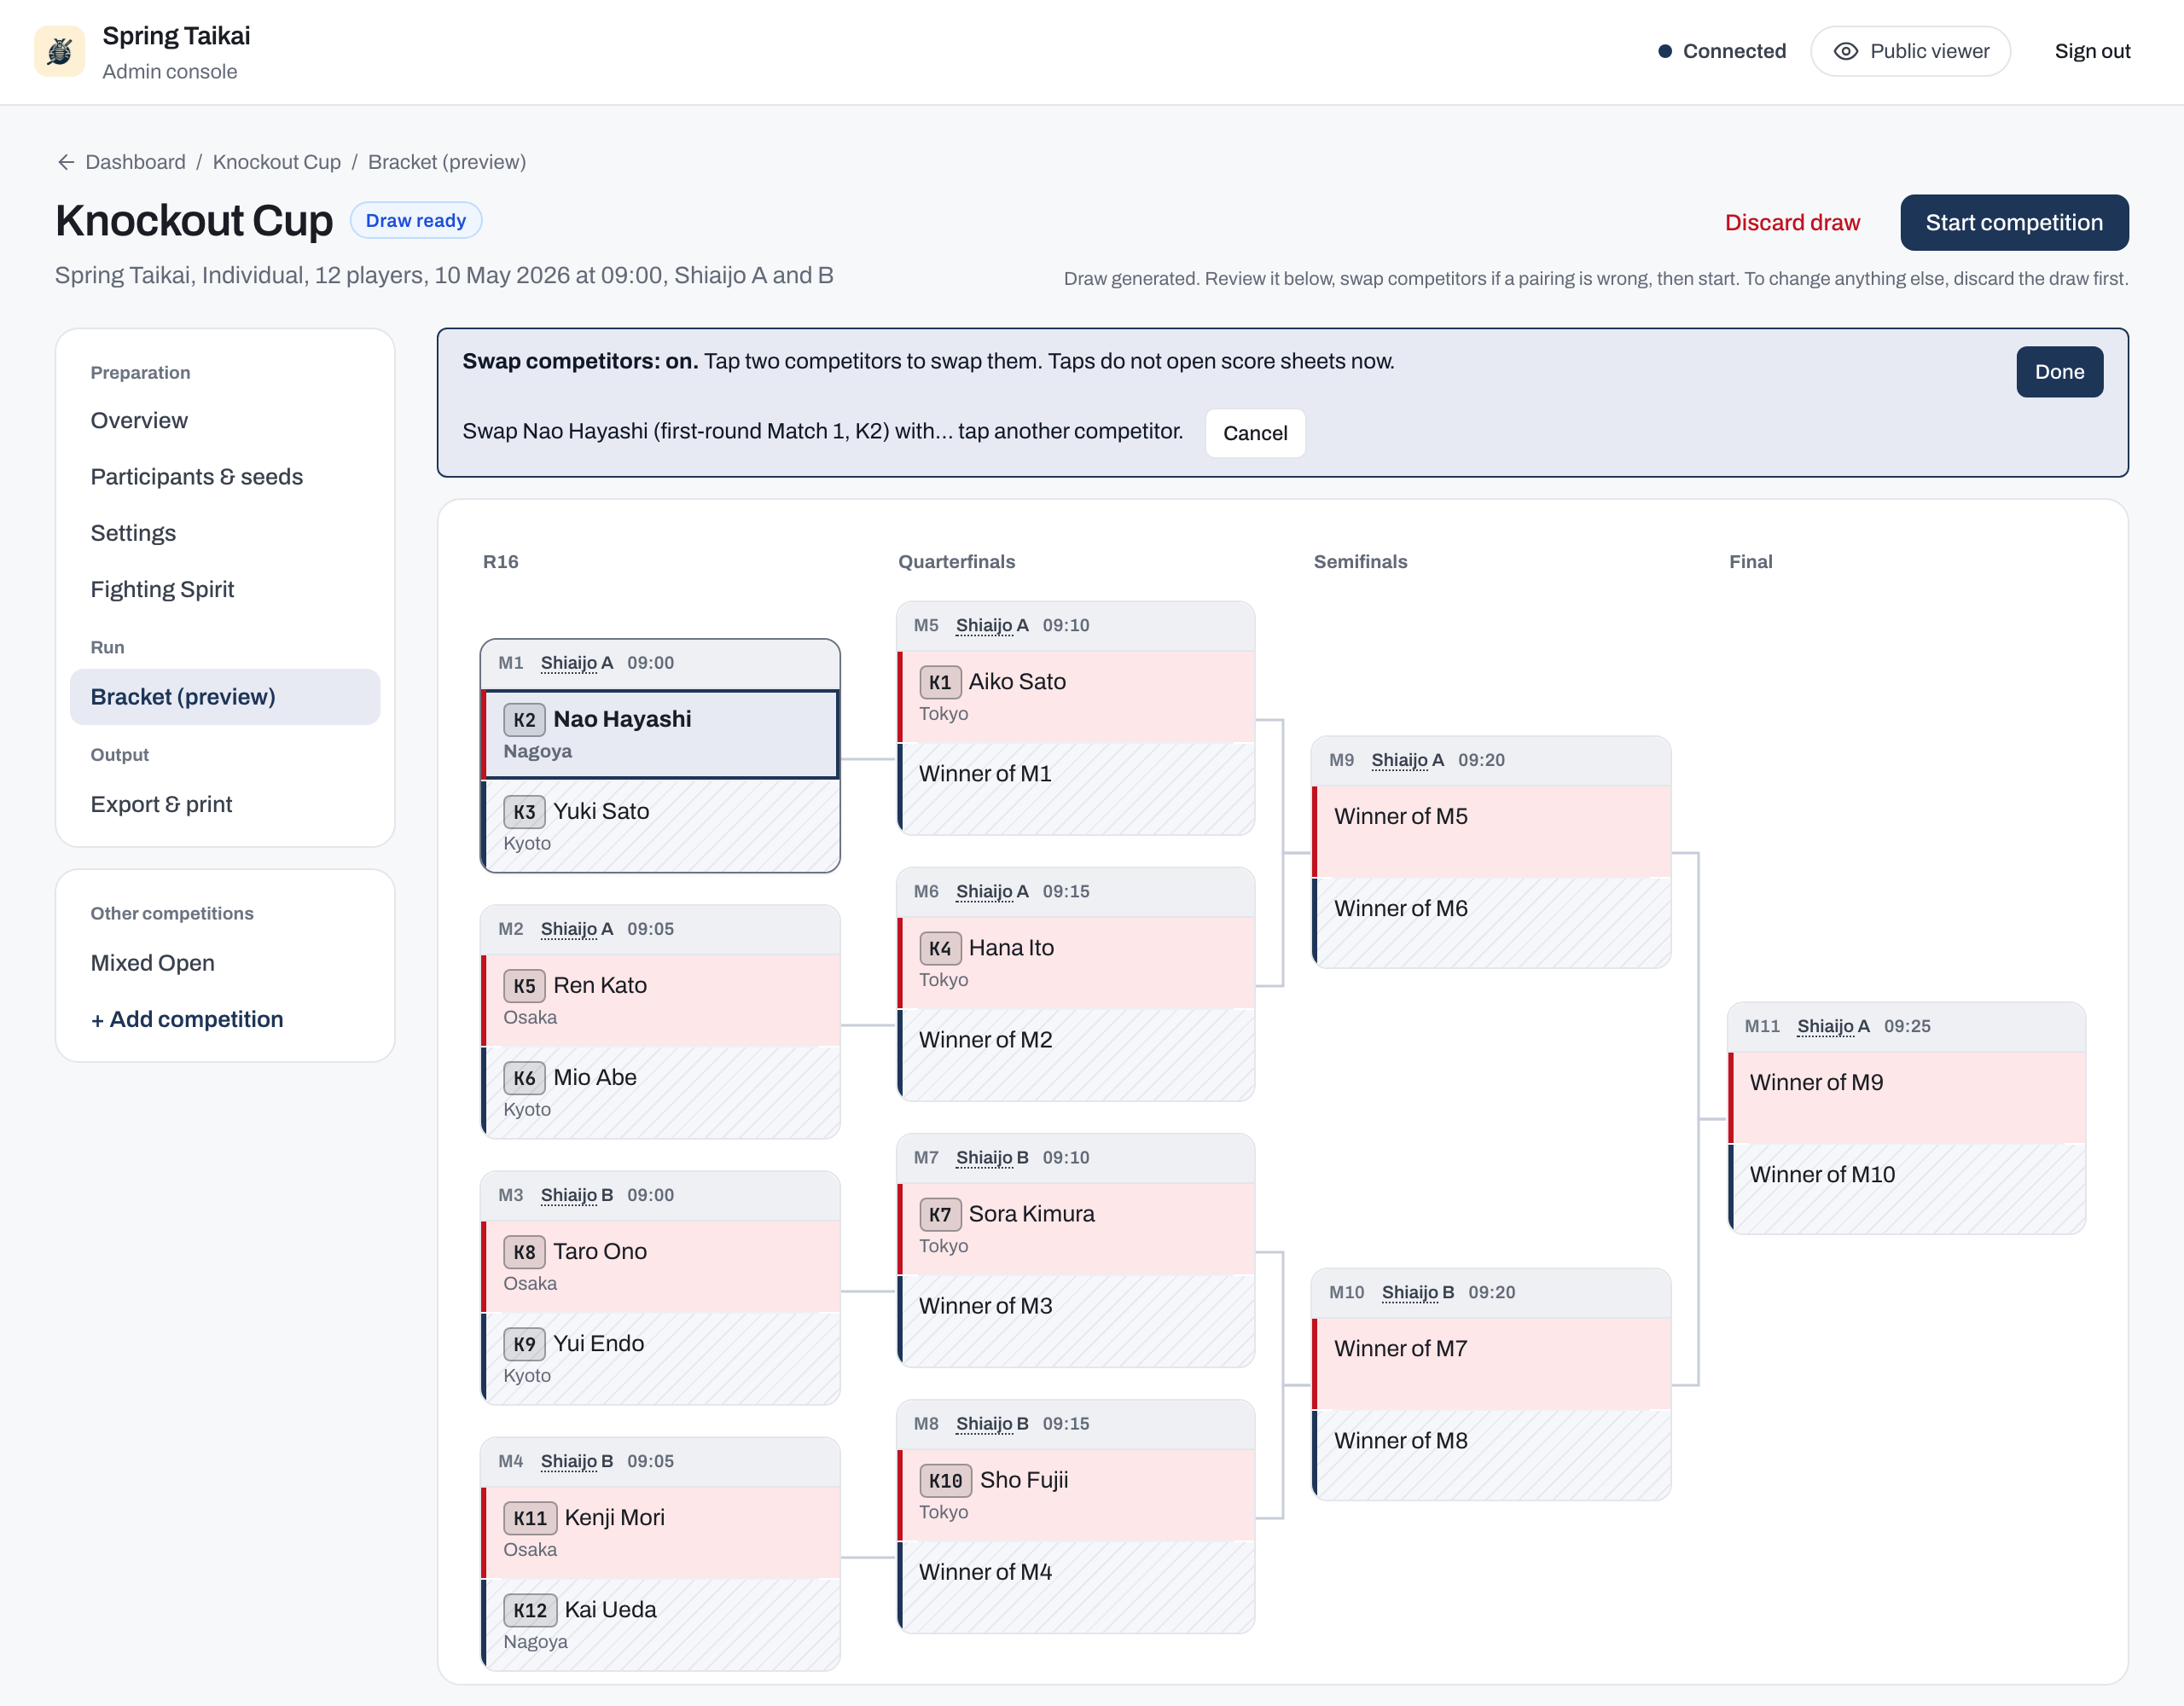 Spring Taikai
Admin console
Connected
Public viewer
Sign out
Dashboard / Knockout Cup / Bracket (preview)
Knockout Cup
Draw ready
Discard draw
Start competition
Spring Taikai, Individual, 12 players, 10 May 2026 at 09:00, Shiaijo A and B
Draw generated. Review it below, swap competitors if a pairing is wrong, then start. To change anything else, discard the draw first.
Preparation
Overview
Participants & seeds
Settings
Fighting Spirit
Run
Bracket (preview)
Output
Export & print
Other competitions
Mixed Open
+ Add competition
Swap competitors: on. Tap two competitors to swap them. Taps do not open score sheets now.
Done
Swap Nao Hayashi (first-round Match 1, K2) with... tap another competitor.
Cancel
R16
M1 Shiaijo A 09:00
K2 Nao Hayashi
Nagoya
K3 Yuki Sato
Kyoto
M2 Shiaijo A 09:05
K5 Ren Kato
Osaka
K6 Mio Abe
Kyoto
M3 Shiaijo B 09:00
K8 Taro Ono
Osaka
K9 Yui Endo
Kyoto
M4 Shiaijo B 09:05
K11 Kenji Mori
Osaka
K12 Kai Ueda
Nagoya
Quarterfinals
M5 Shiaijo A 09:10
K1 Aiko Sato
Tokyo
Winner of M1
M6 Shiaijo A 09:15
K4 Hana Ito
Tokyo
Winner of M2
M7 Shiaijo B 09:10
K7 Sora Kimura
Tokyo
Winner of M3
M8 Shiaijo B 09:15
K10 Sho Fujii
Tokyo
Winner of M4
Semifinals
M9 Shiaijo A 09:20
Winner of M5
Winner of M6
M10 Shiaijo B 09:20
Winner of M7
Winner of M8
Final
M11 Shiaijo A 09:25
Winner of M9
Winner of M10